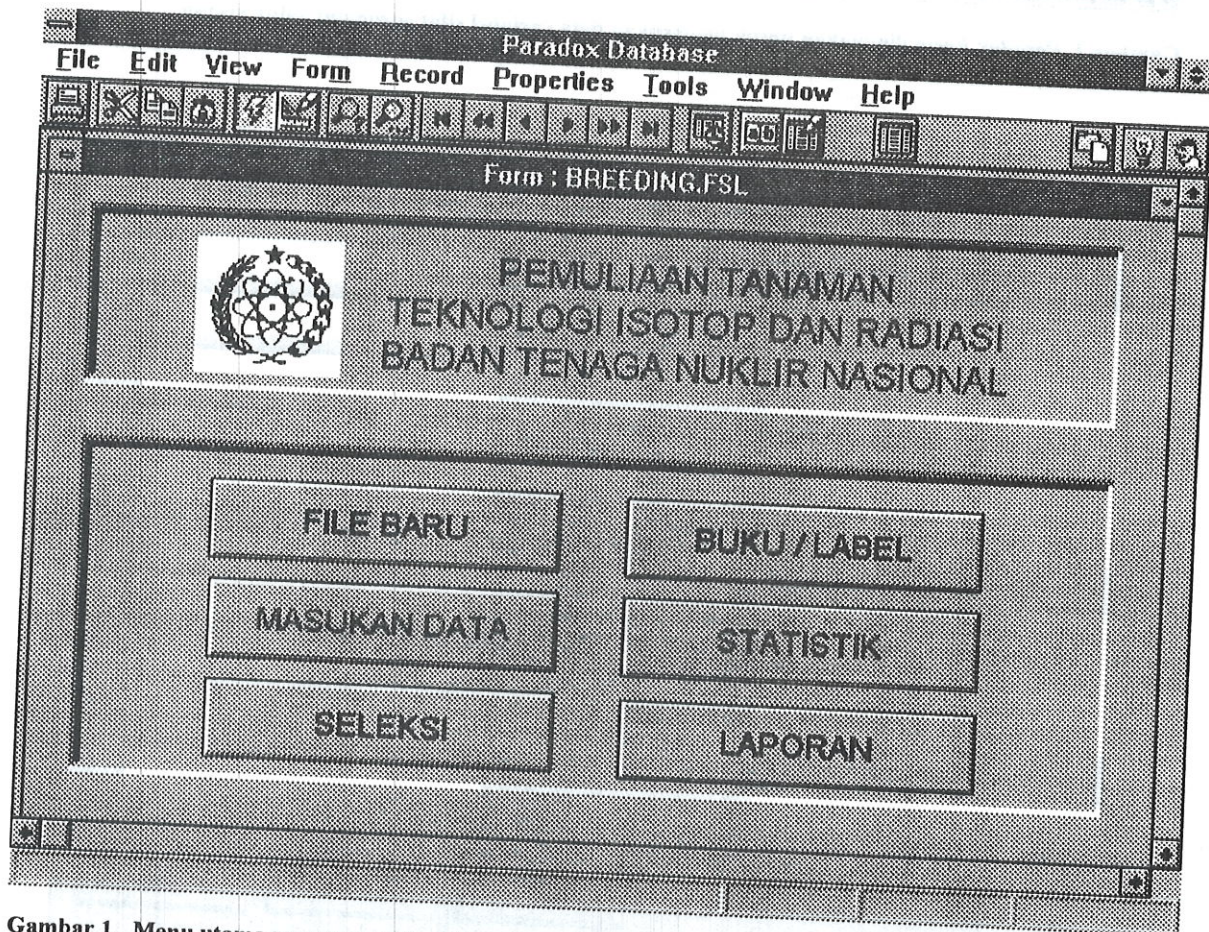 Paradox Database
File Edit View Form Record Properties Tools Window Help
Form : BREEDING.FSL
PEMULIAAN TANAMAN
TEKNOLOGI ISOTOP DAN RADIASI
BADAN TENAGA NUKLIR NASIONAL
FILE BARU
BUKU / LABEL
MASUKAN DATA
STATISTIK
SELEKSI
LAPORAN
Gambar 1. Menu utama